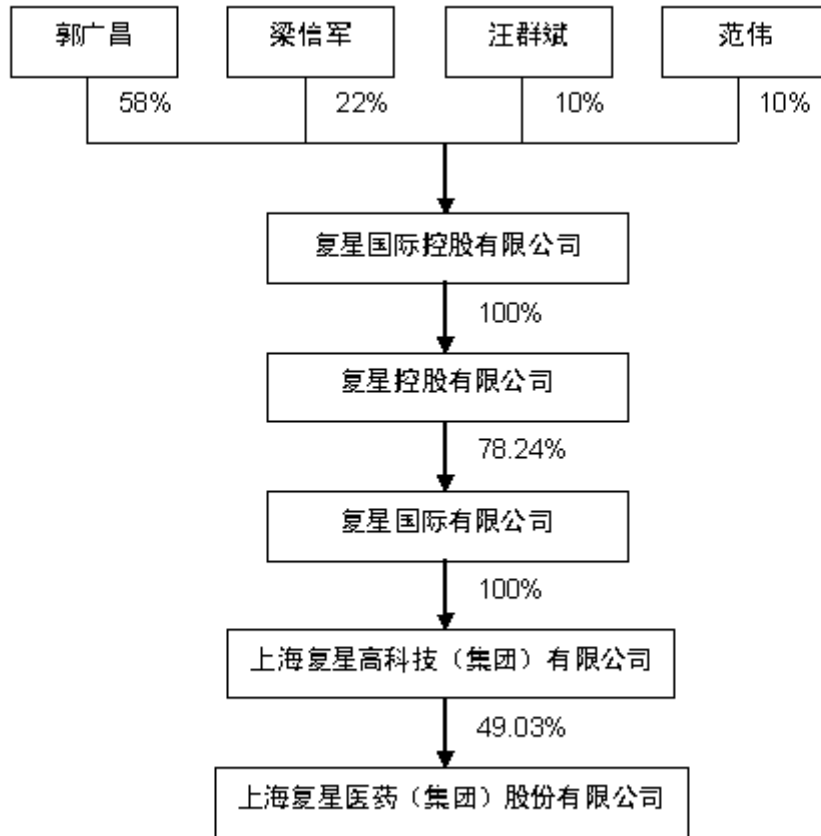 郭广昌
梁信军
汪群斌
范伟
58%
22%
10%
10%
复星国际控股有限公司
100%
复星控股有限公司
78.24%
复星国际有限公司
100%
上海复星高科技（集团）有限公司
49.03%
上海复星医药（集团）股份有限公司